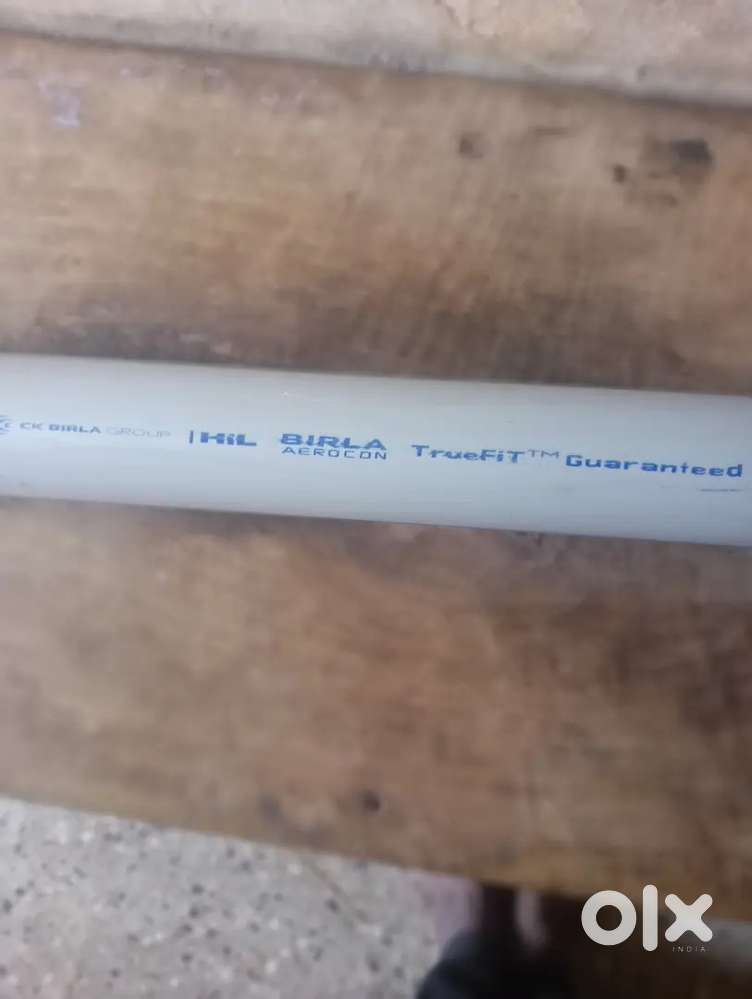 CK BIRLA GROUP | HiL BIRLA AEROCON TrueFiT™ Guaranteed
olx
INDIA